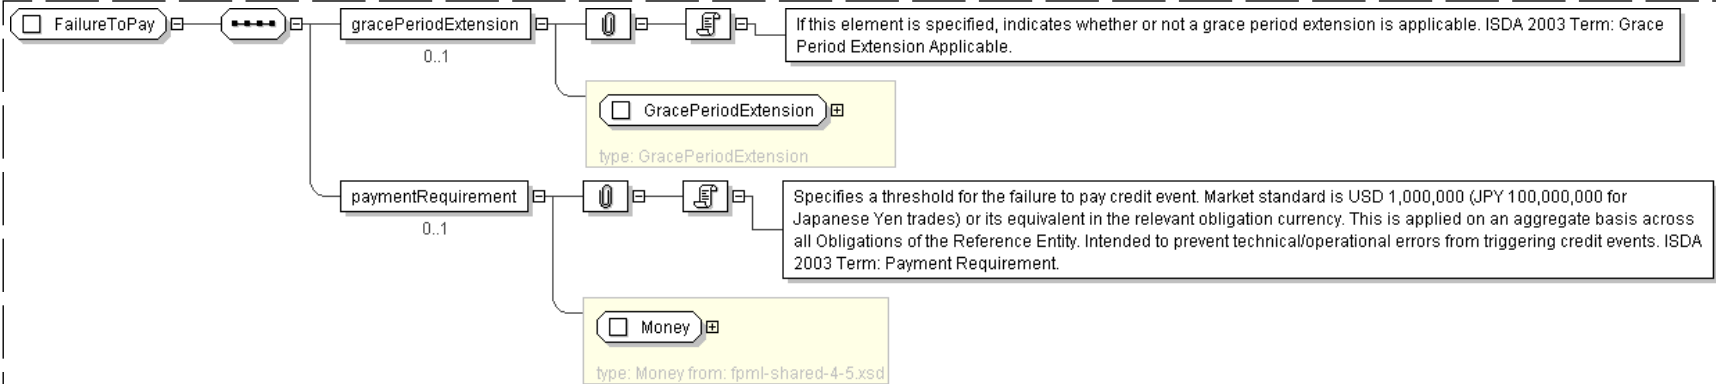 FailureToPay
gracePeriodExtension
0..1
If this element is specified, indicates whether or not a grace period extension is applicable. ISDA 2003 Term: Grace
Period Extension Applicable.
GracePeriodExtension
type: GracePeriodExtension
paymentRequirement
0..1
Specifies a threshold for the failure to pay credit event. Market standard is USD 1,000,000 (JPY 100,000,000 for
Japanese Yen trades) or its equivalent in the relevant obligation currency. This is applied on an aggregate basis across
all Obligations of the Reference Entity. Intended to prevent technical/operational errors from triggering credit events. ISDA
2003 Term: Payment Requirement.
Money
type: Money from: fpml-shared-4-5.xsd